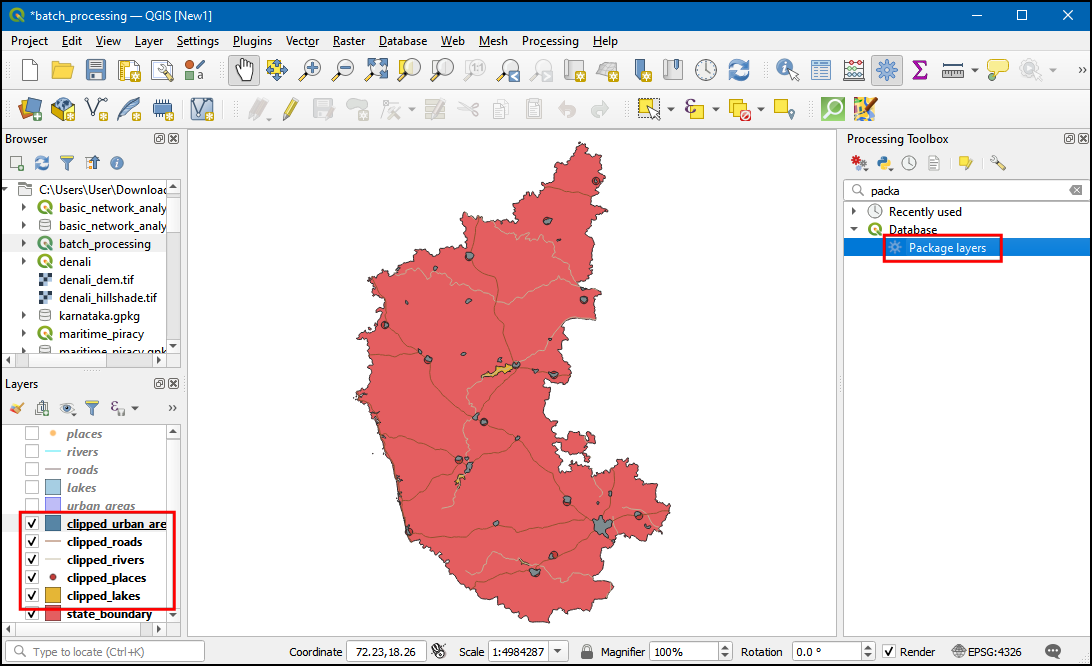 *batch_processing — QGIS [New1]
Project Edit View Layer Settings Plugins Vector Raster Database Web Mesh Processing Help
Browser
C:\Users\User\Downloac
basic_network_analy
basic_network_analy
batch_processing
denali
denali_dem.tif
denali_hillshade.tif
karnataka.gpkg
maritime_piracy
maritime_piracy.gpk
Layers
places
rivers
roads
lakes
urban_areas
clipped_urban_are
clipped_roads
clipped_rivers
clipped_places
clipped_lakes
state_boundary
Processing Toolbox
packa
Recently used
Database
Package layers
Type to locate (Ctrl+K) Coordinate 72.23,18.26 Scale 1:4984287 Magnifier 100% Rotation 0.0 ° Render EPSG:4326